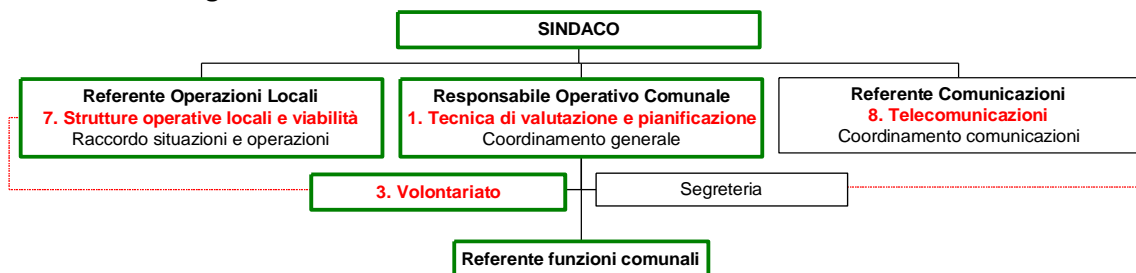 SINDACO
Referente Operazioni Locali
7. Strutture operative locali e viabilità
Raccordo situazioni e operazioni
Responsabile Operativo Comunale
1. Tecnica di valutazione e pianificazione
Coordinamento generale
Referente Comunicazioni
8. Telecomunicazioni
Coordinamento comunicazioni
3. Volontariato
Segreteria
Referente funzioni comunali